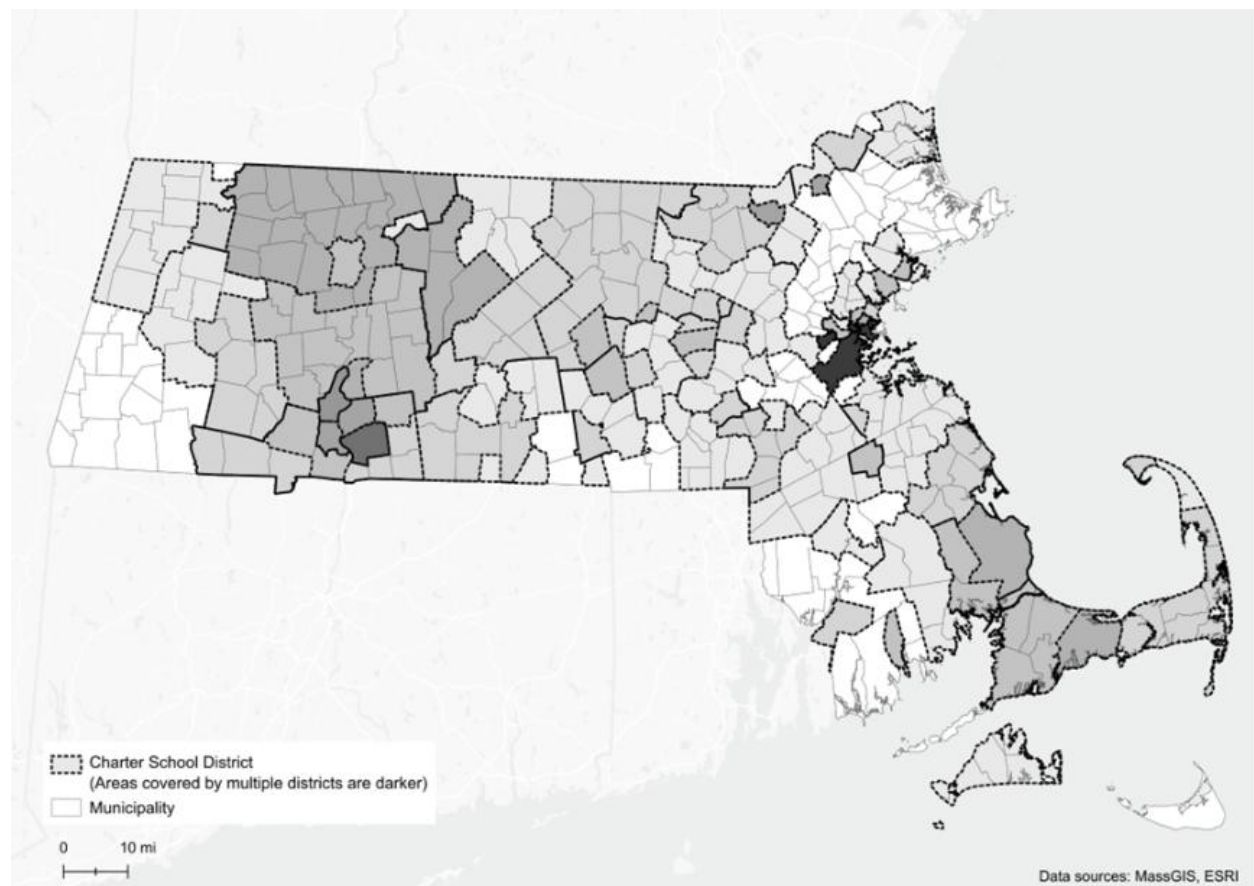 Charter School District
(Areas covered by multiple districts are darker)
Municipality
0 10 mi
Data sources: MassGIS, ESRI